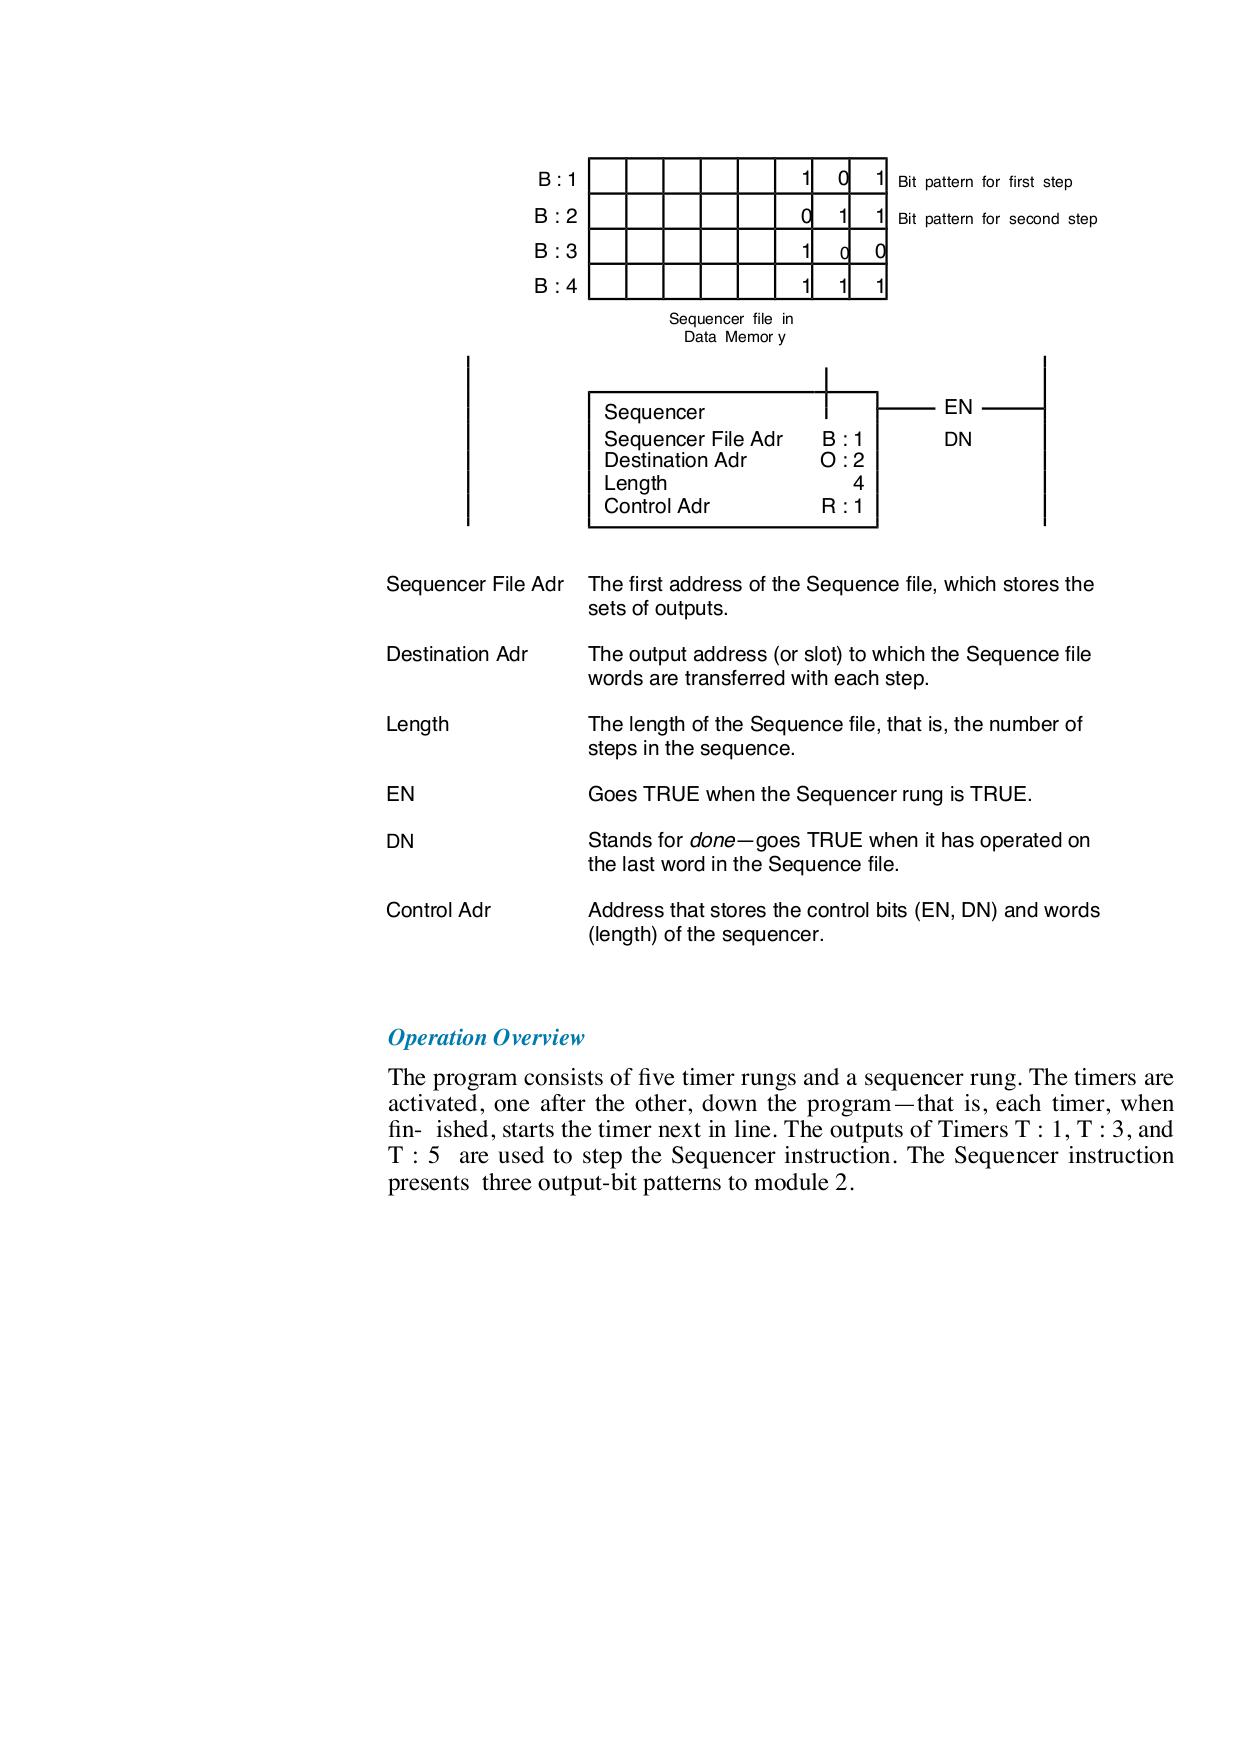 B : 1 1 0 1 Bit pattern for first step
B : 2 0 1 1 Bit pattern for second step
B : 3 1 0 0
B : 4 1 1 1
Sequencer file in
Data Memor y
Sequencer
EN
Sequencer File Adr B : 1
DN
Destination Adr O : 2
Length 4
Control Adr R : 1
Sequencer File Adr The first address of the Sequence file, which stores the
sets of outputs.
Destination Adr The output address (or slot) to which the Sequence file
words are transferred with each step.
Length The length of the Sequence file, that is, the number of
steps in the sequence.
EN Goes TRUE when the Sequencer rung is TRUE.
DN Stands for done—goes TRUE when it has operated on
the last word in the Sequence file.
Control Adr Address that stores the control bits (EN, DN) and words
(length) of the sequencer.
Operation Overview
The program consists of five timer rungs and a sequencer rung. The timers are
activated, one after the other, down the program—that is, each timer, when
fin- ished, starts the timer next in line. The outputs of Timers T : 1, T : 3, and
T : 5 are used to step the Sequencer instruction. The Sequencer instruction
presents three output-bit patterns to module 2.